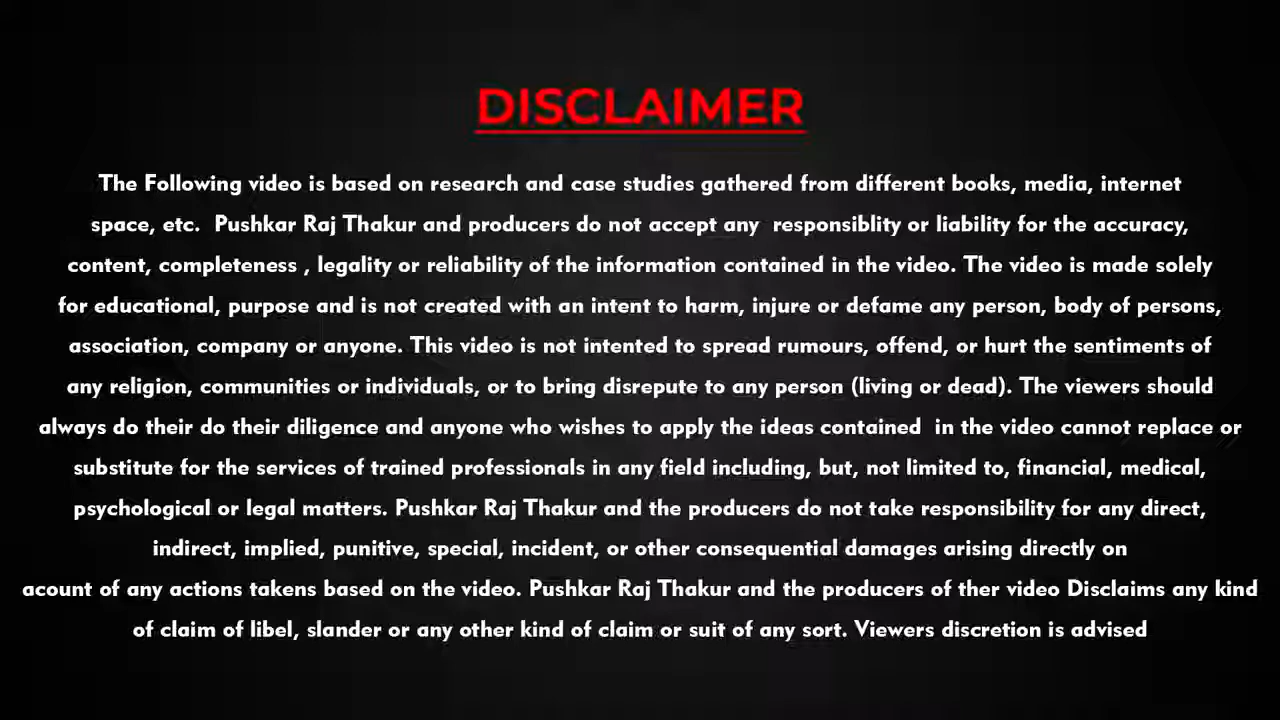 DISCLAIMER
The Following video is based on research and case studies gathered from different books, media, internet
space, etc.  Pushkar Raj Thakur and producers do not accept any  responsiblity or liability for the accuracy,
content, completeness , legality or reliability of the information contained in the video. The video is made solely
for educational, purpose and is not created with an intent to harm, injure or defame any person, body of persons,
association, company or anyone. This video is not intented to spread rumours, offend, or hurt the sentiments of
any religion, communities or individuals, or to bring disrepute to any person (living or dead). The viewers should
always do their do their diligence and anyone who wishes to apply the ideas contained  in the video cannot replace or
substitute for the services of trained professionals in any field including, but, not limited to, financial, medical,
psychological or legal matters. Pushkar Raj Thakur and the producers do not take responsibility for any direct,
indirect, implied, punitive, special, incident, or other consequential damages arising directly on
acount of any actions takens based on the video. Pushkar Raj Thakur and the producers of ther video Disclaims any kind
of claim of libel, slander or any other kind of claim or suit of any sort. Viewers discretion is advised